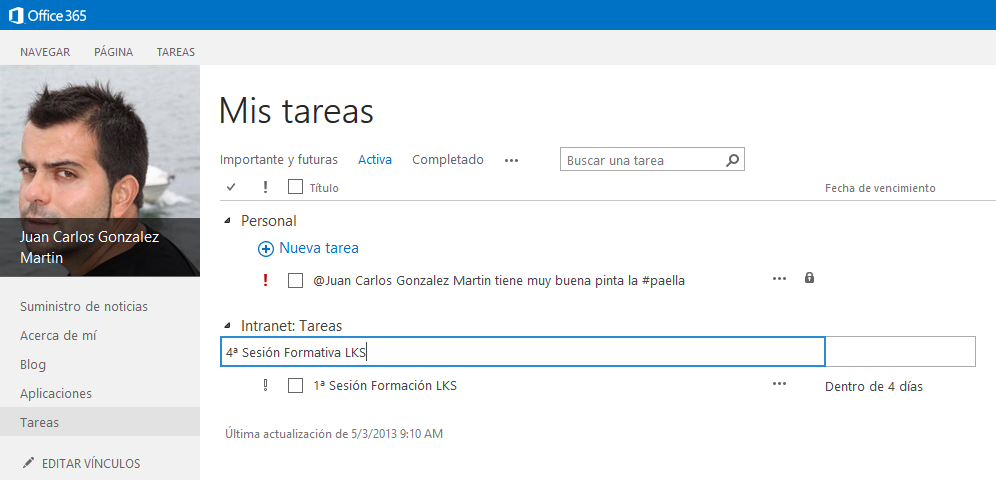 Office 365
NAVEGAR PÁGINA TAREAS
Juan Carlos Gonzalez
Martin
Suministro de noticias
Acerca de mí
Blog
Aplicaciones
Tareas
EDITAR VÍNCULOS
Mis tareas
Importante y futuras Activa Completado ••• Buscar una tarea
Título Fecha de vencimiento
Personal
Nueva tarea
@Juan Carlos Gonzalez Martin tiene muy buena pinta la #paella •••
Intranet: Tareas
4ª Sesión Formativa LKS
1ª Sesión Formación LKS ••• Dentro de 4 días
Última actualización de 5/3/2013 9:10 AM